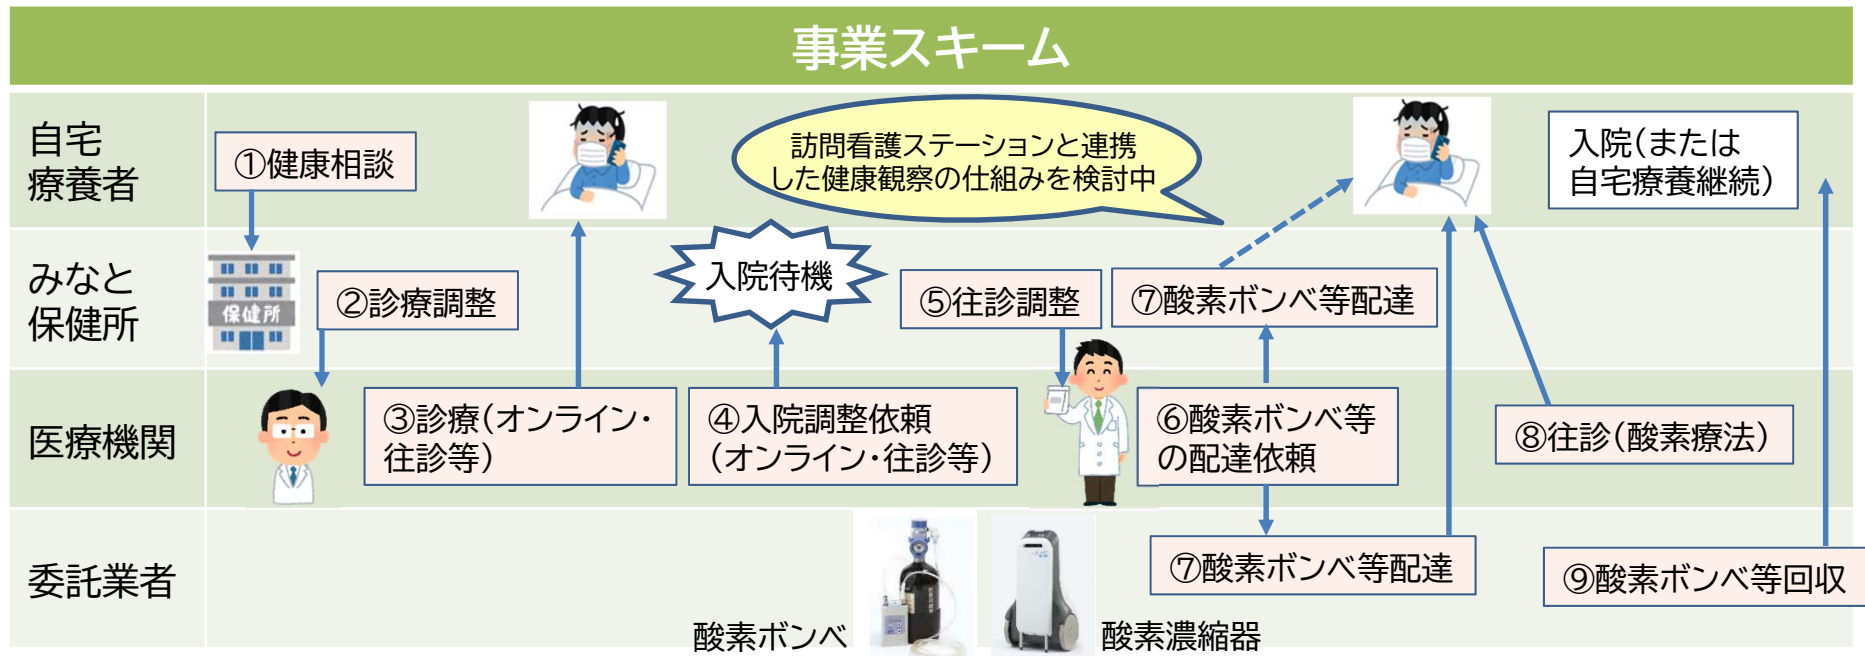 事業スキーム
自宅
療養者
①健康相談
訪問看護ステーションと連携
した健康観察の仕組みを検討中
入院(または
自宅療養継続)
みなと
保健所
保健所
②診療調整
入院待機
⑤往診調整
⑦酸素ボンベ等配達
医療機関
③診療(オンライン・
往診等)
④入院調整依頼
(オンライン・往診等)
⑥酸素ボンベ等
の配達依頼
⑧往診(酸素療法)
委託業者
⑦酸素ボンベ等配達
⑨酸素ボンベ等回収
酸素ボンベ
酸素濃縮器